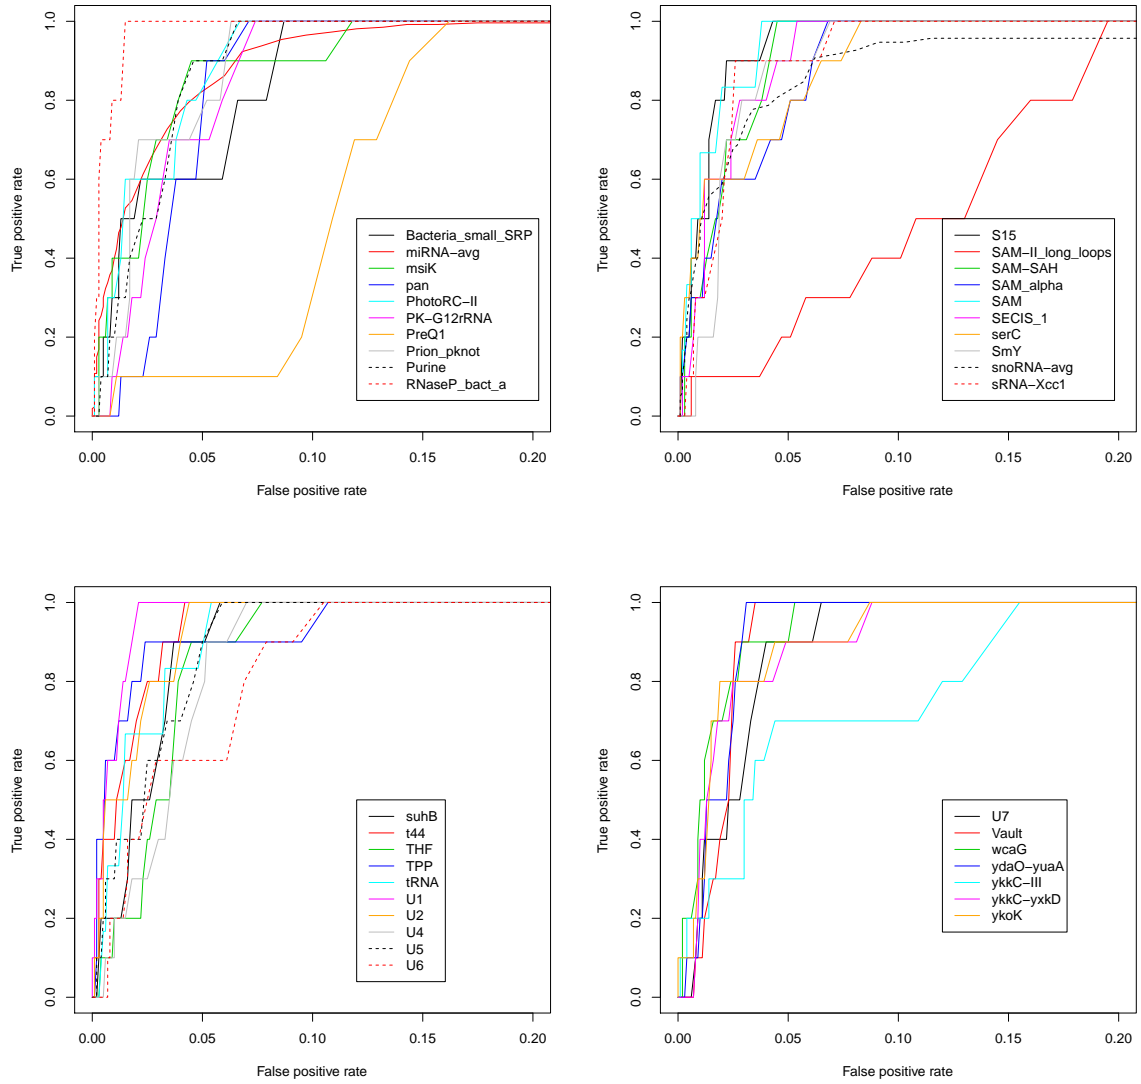 1.0
0.8
0.6
0.4
0.2
0.0
True positive rate
Bacteria_small_SRP
miRNA−avg
msiK
pan
PhotoRC−II
PK−G12rRNA
PreQ1
Prion_pknot
Purine
RNaseP_bact_a
0.00 0.05 0.10 0.15 0.20
False positive rate
1.0
0.8
0.6
0.4
0.2
0.0
True positive rate
S15
SAM−II_long_loops
SAM−SAH
SAM_alpha
SAM
SECIS_1
serC
SmY
snoRNA−avg
sRNA−Xcc1
0.00 0.05 0.10 0.15 0.20
False positive rate
1.0
0.8
0.6
0.4
0.2
0.0
True positive rate
suhB
t44
THF
TPP
tRNA
U1
U2
U4
U5
U6
0.00 0.05 0.10 0.15 0.20
False positive rate
1.0
0.8
0.6
0.4
0.2
0.0
True positive rate
U7
Vault
wcaG
ydaO−yuaA
ykkC−III
ykkC−yxkD
ykoK
0.00 0.05 0.10 0.15 0.20
False positive rate